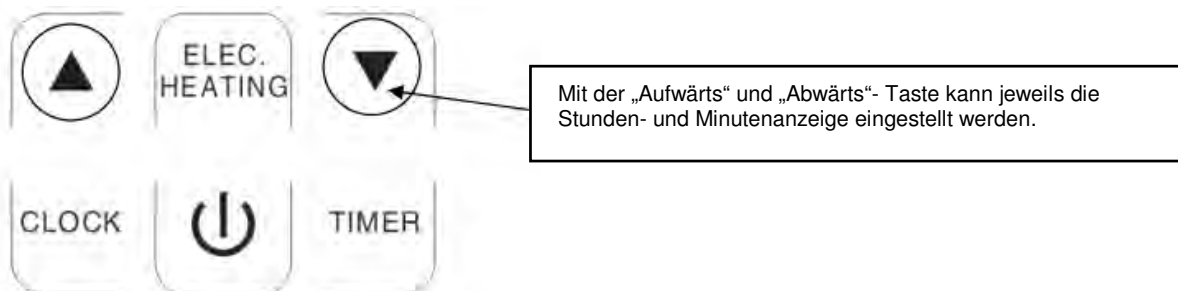 ELEC.
HEATING
Mit der „Aufwärts“ und „Abwärts“- Taste kann jeweils die
Stunden- und Minutenanzeige eingestellt werden.
CLOCK
TIMER